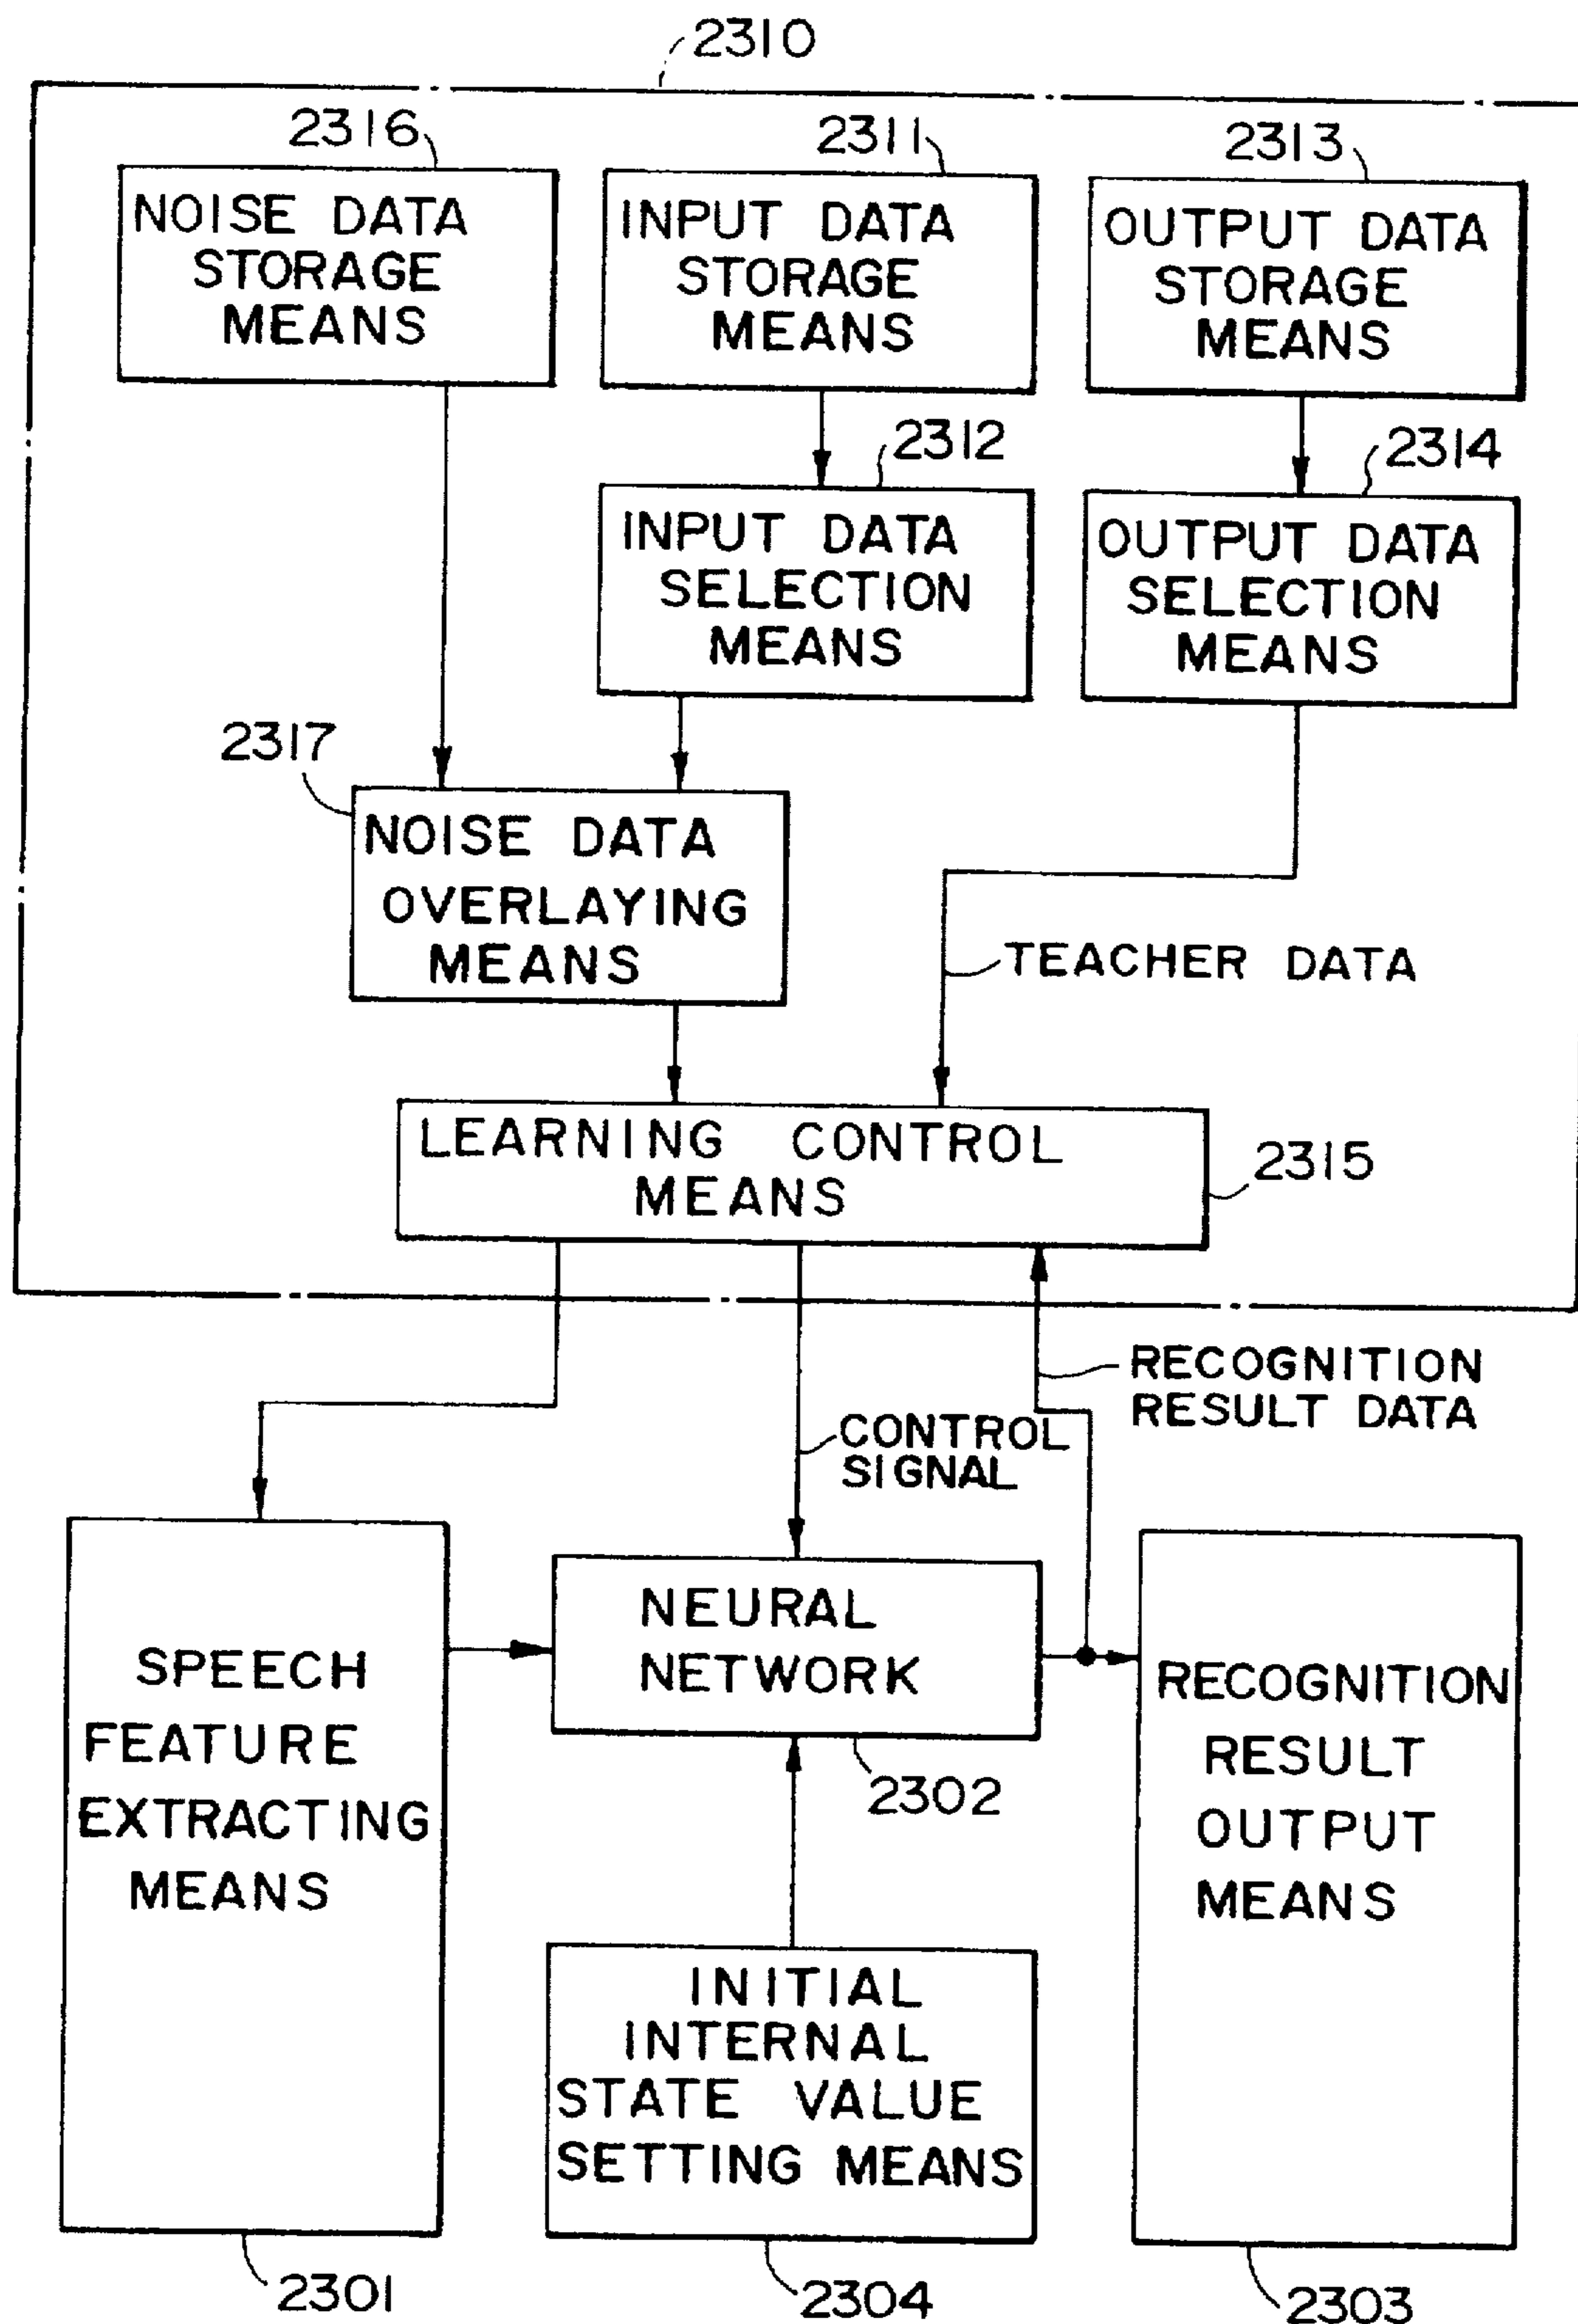 2310
2316
2311
2313
NOISE DATA
STORAGE
MEANS
INPUT DATA
STORAGE
MEANS
OUTPUT DATA
STORAGE
MEANS
2312
2314
INPUT DATA
SELECTION
MEANS
OUTPUT DATA
SELECTION
MEANS
2317
NOISE DATA
OVERLAYING
MEANS
TEACHER DATA
LEARNING CONTROL
MEANS
2315
RECOGNITION
RESULT DATA
CONTROL
SIGNAL
SPEECH
FEATURE
EXTRACTING
MEANS
NEURAL
NETWORK
2302
RECOGNITION
RESULT
OUTPUT
MEANS
INITIAL
INTERNAL
STATE VALUE
SETTING MEANS
2301
2304
2303